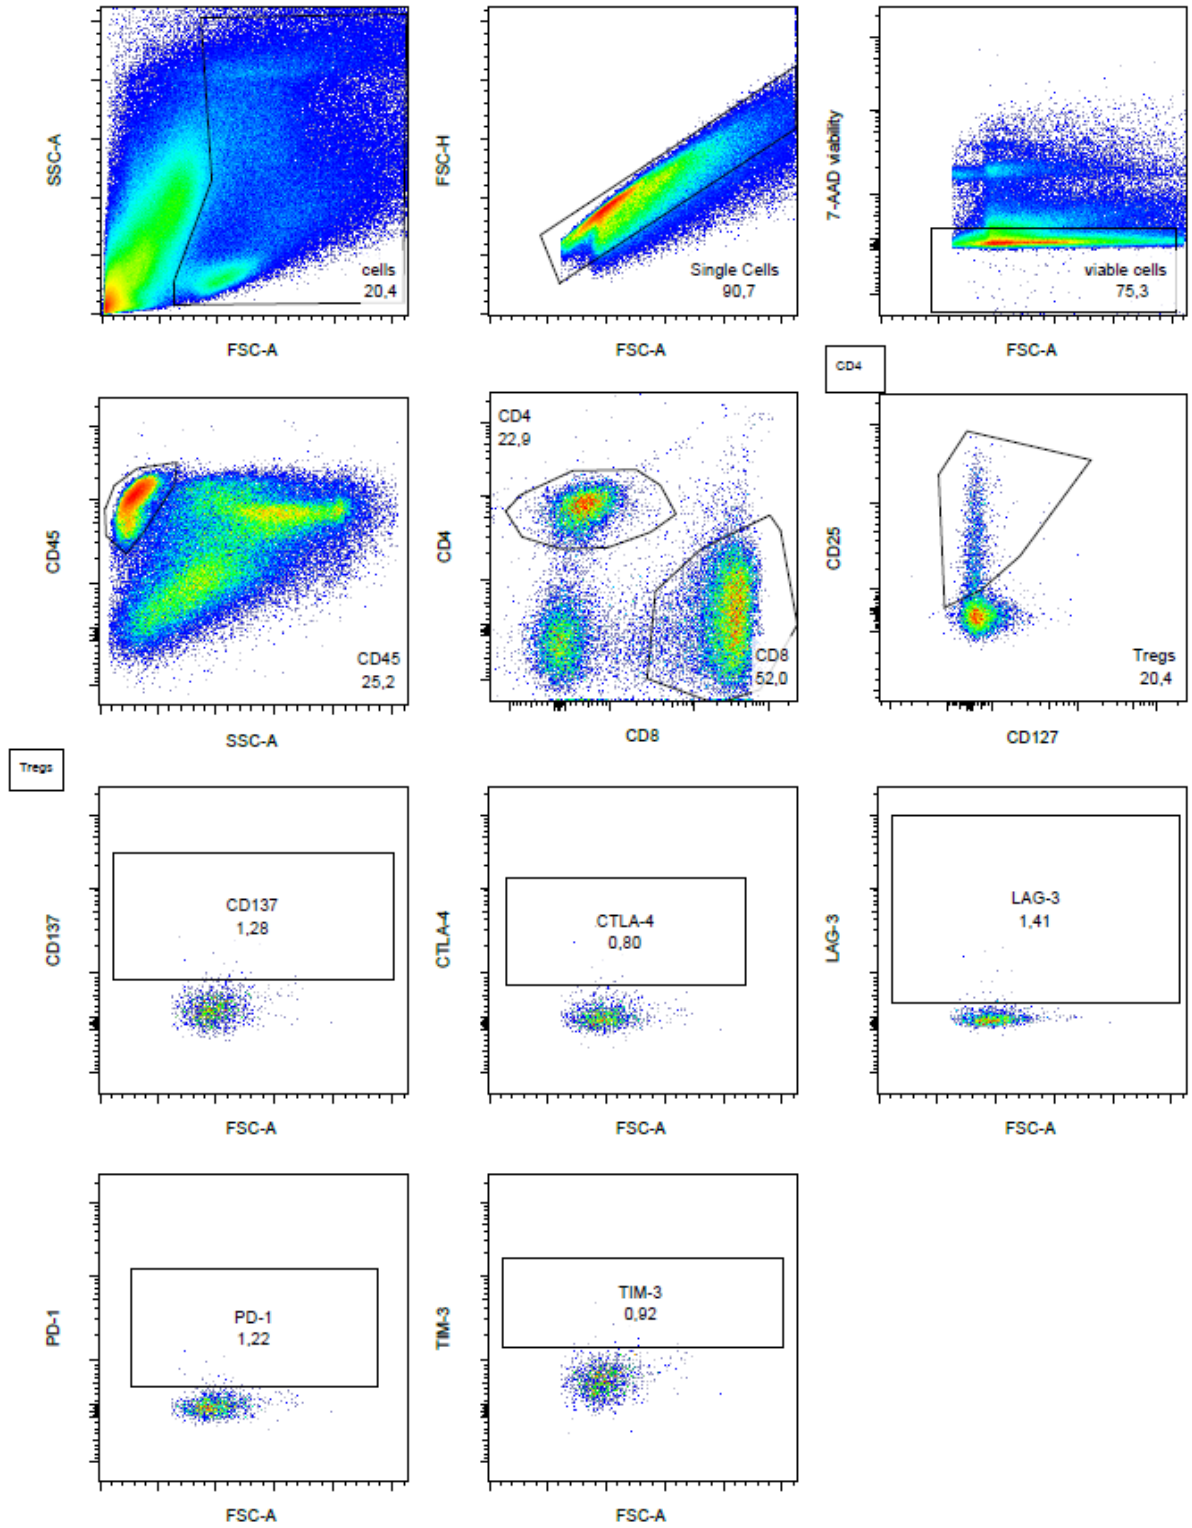 SSC-A
cells
20,4
FSC-A
FSC-H
Single Cells
90,7
FSC-A
7-AAD viability
viable cells
75,3
FSC-A
CD45
CD45
25,2
SSC-A
CD4
CD4
22,9
CD8
52,0
CD8
CD4
CD25
Tregs
20,4
CD127
Tregs
CD137
CD137
1,28
FSC-A
CTLA-4
CTLA-4
0,80
FSC-A
LAG-3
LAG-3
1,41
FSC-A
PD-1
PD-1
1,22
FSC-A
TIM-3
TIM-3
0,92
FSC-A